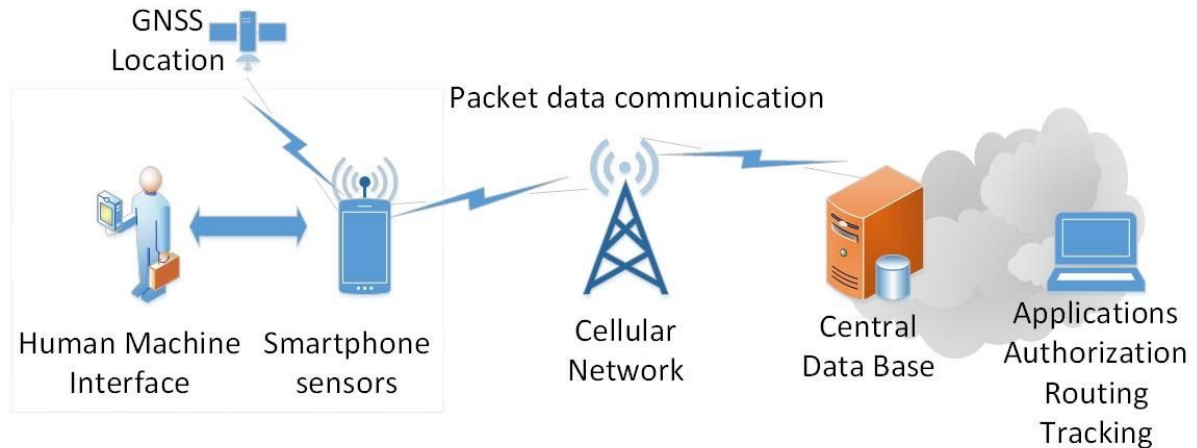 GNSS
Location
Packet data communication
Human Machine
Interface
Smartphone
sensors
Cellular
Network
Central
Data Base
Applications
Authorization
Routing
Tracking